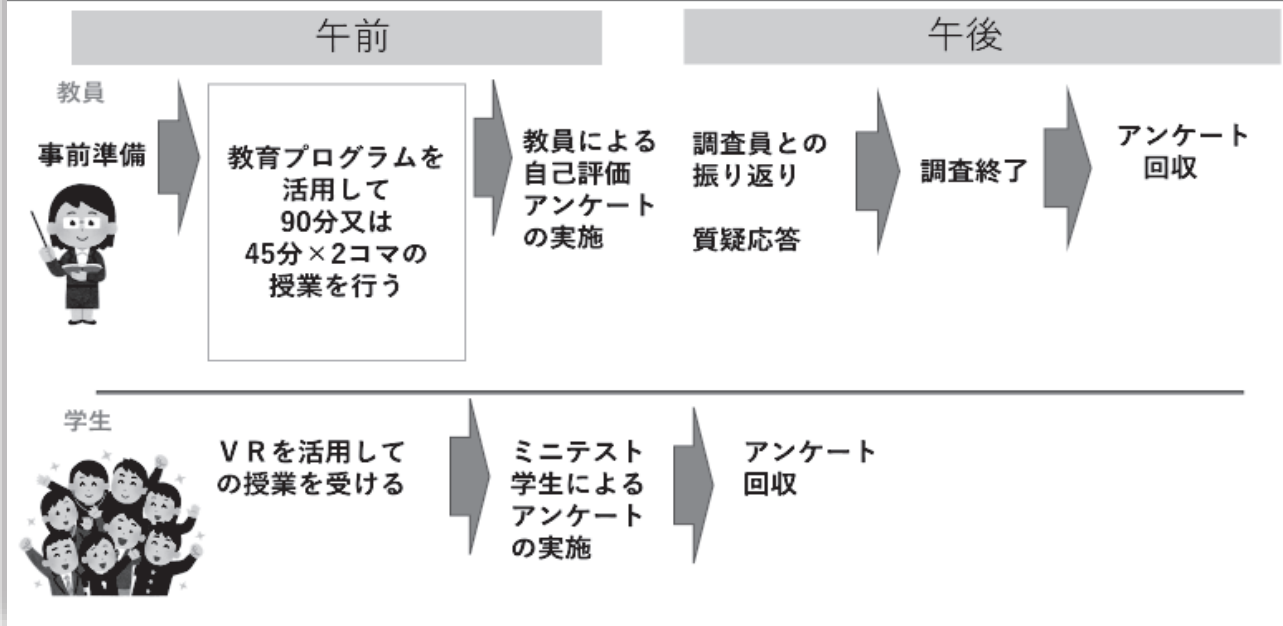 午前
午後
教員
事前準備
教育プログラムを
活用して
90分又は
45分×2コマの
授業を行う
教員による
自己評価
アンケート
の実施
調査員との
振り返り
質疑応答
調査終了
アンケート
回収
学生
ＶＲを活用して
の授業を受ける
ミニテスト
学生による
アンケート
の実施
アンケート
回収